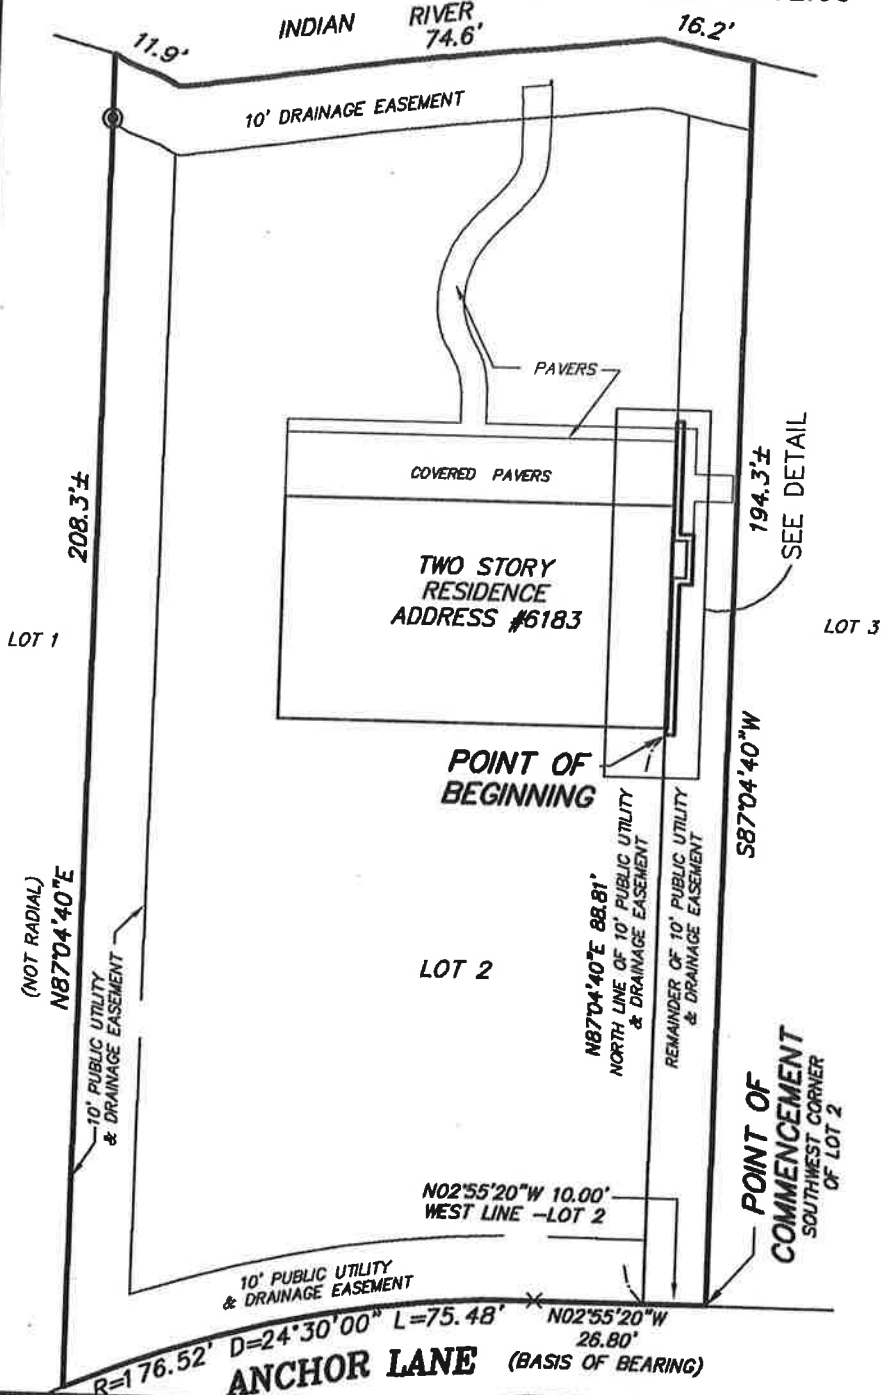 INDIAN RIVER
11.9'
74.6'
16.2'
10' DRAINAGE EASEMENT
PAVERS
COVERED PAVERS
208.3'±
194.3'±
SEE DETAIL
TWO STORY
RESIDENCE
ADDRESS #6183
LOT 1
LOT 3
POINT OF
BEGINNING
S87°04'40"W
(NOT RADIAL)
N87°04'40"E
10' PUBLIC UTILITY
& DRAINAGE EASEMENT
LOT 2
N87°04'40"E 88.81'
NORTH LINE OF 10' PUBLIC UTILITY
& DRAINAGE EASEMENT
REMAINDER OF 10' PUBLIC UTILITY
& DRAINAGE EASEMENT
POINT OF
COMMENCEMENT
SOUTHWEST CORNER
OF LOT 2
N02°55'20"W 10.00'
WEST LINE -LOT 2
10' PUBLIC UTILITY
& DRAINAGE EASEMENT
R=176.52' D=24°30'00" L=75.48'
N02°55'20"W
26.80'
ANCHOR LANE (BASIS OF BEARING)